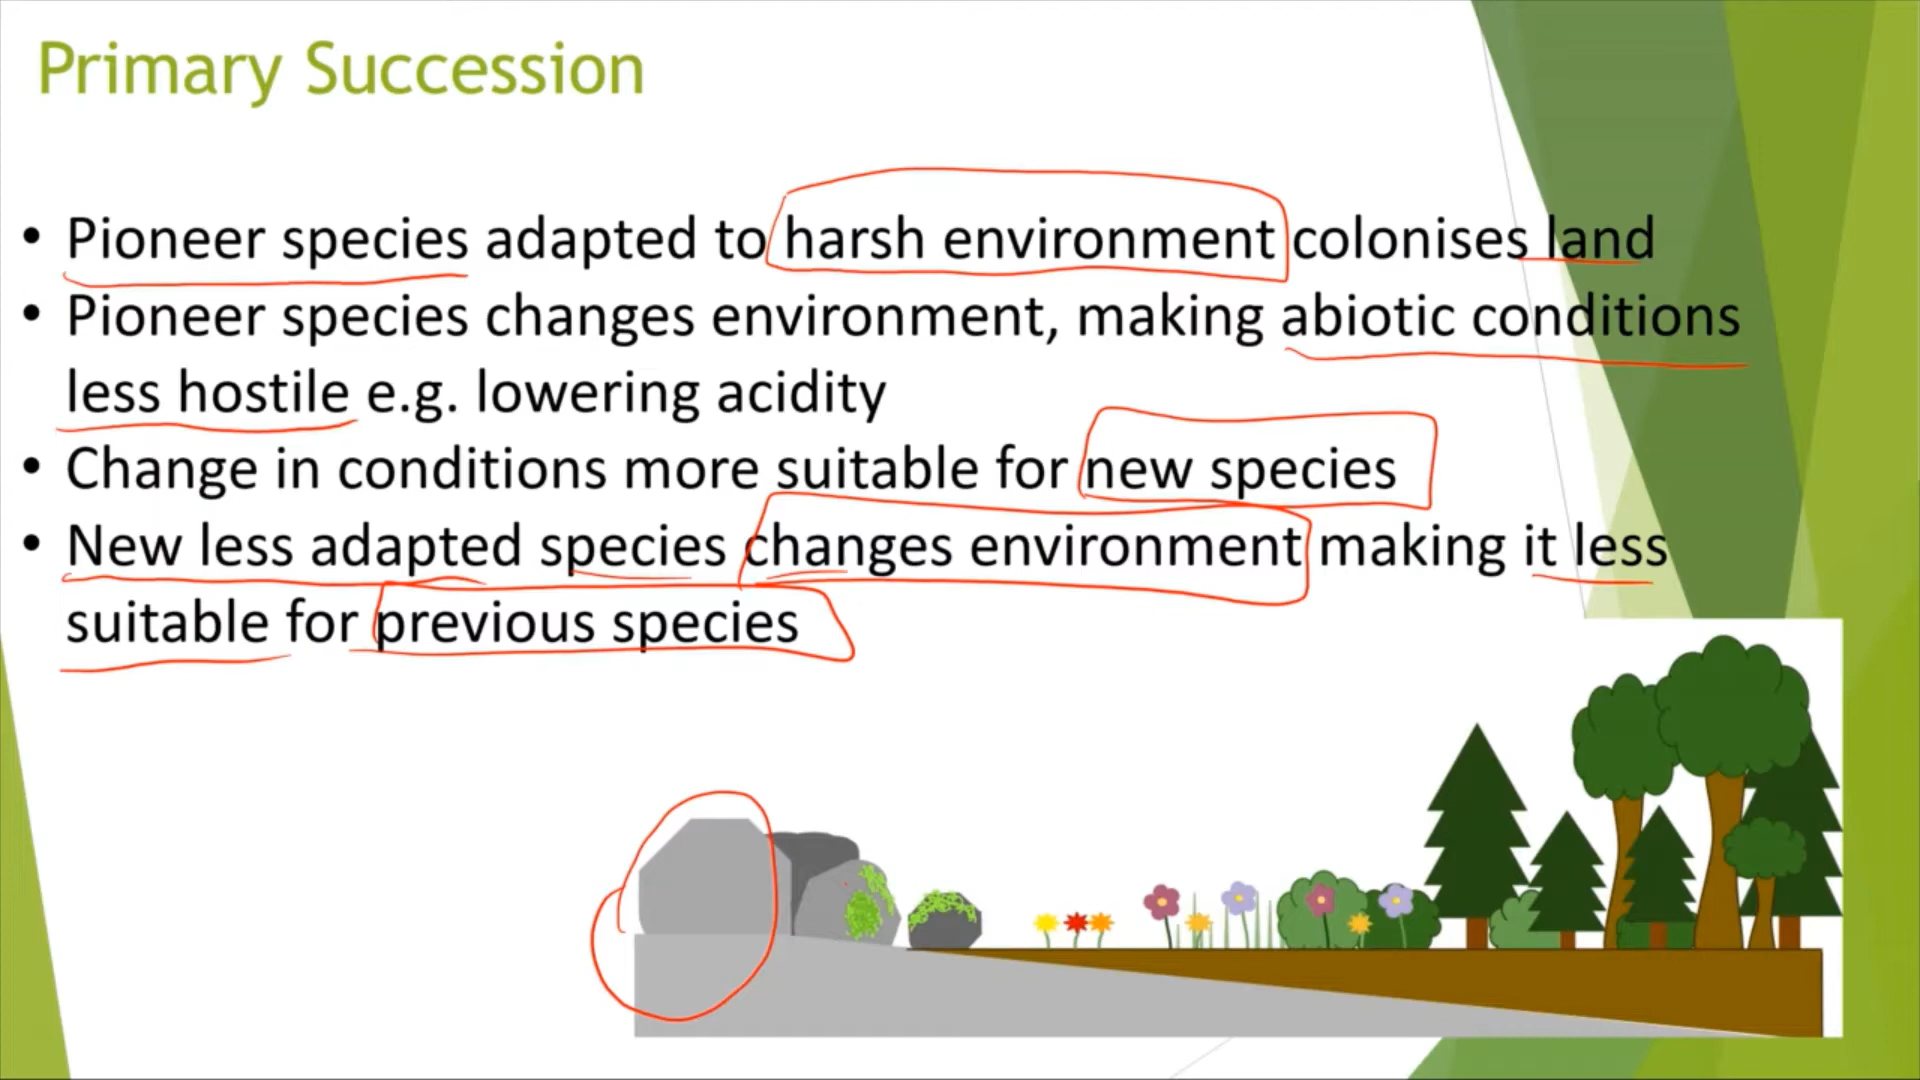 Primary Succession
• Pioneer species adapted to harsh environment colonises land
• Pioneer species changes environment, making abiotic conditions
less hostile e.g. lowering acidity
• Change in conditions more suitable for new species
• New less adapted species changes environment making it less
suitable for previous species